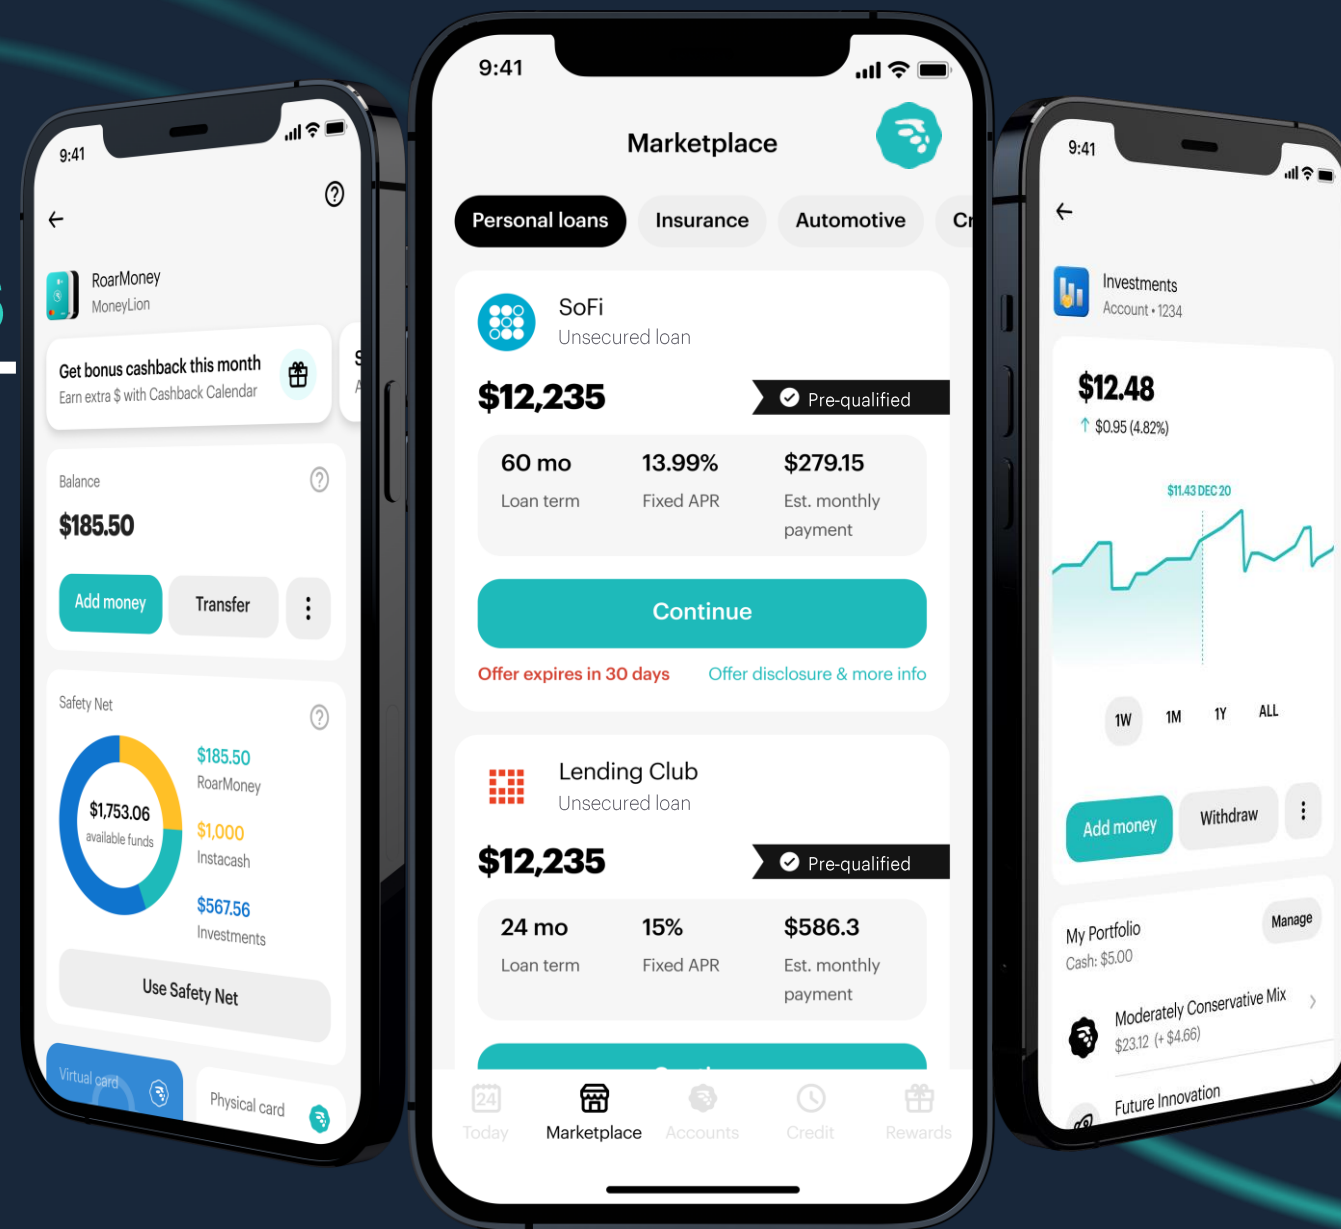 S
9:41
RoarMoney
MoneyLion
Get bonus cashback this month
Earn extra $ with Cashback Calendar
S
A
Balance
$185.50
Add money
Transfer
Safety Net
$1,753.06
available funds
$185.50
RoarMoney
$1,000
Instacash
$567.56
Investments
Use Safety Net
Virtual card
Physical card
9:41
Marketplace
Personal loans
Insurance
Automotive
Cr
SoFi
Unsecured loan
$12,235
Pre-qualified
60 mo
Loan term
13.99%
Fixed APR
$279.15
Est. monthly
payment
Continue
Offer expires in 30 days
Offer disclosure & more info
Lending Club
Unsecured loan
$12,235
Pre-qualified
24 mo
Loan term
15%
Fixed APR
$586.3
Est. monthly
payment
24
Today
Marketplace
Accounts
Credit
Rewards
9:41
Investments
Account • 1234
$12.48
↑ $0.95 (4.82%)
$11.43 DEC 20
1W
1M
1Y
ALL
Add money
Withdraw
My Portfolio
Cash: $5.00
Manage
Moderately Conservative Mix
$23.12 (+ $4.66)
Future Innovation